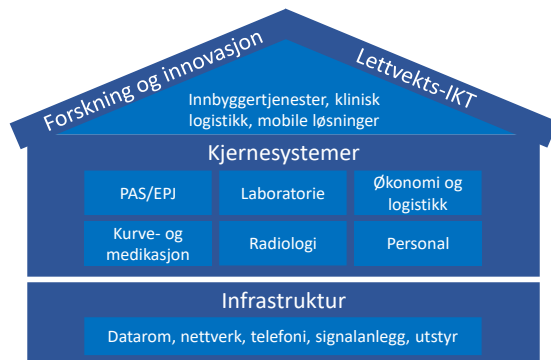 Forskning og innovasjon
Lettvekts-IKT
Innbyggertjenester, klinisk
logistikk, mobile løsninger
Kjernesystemer
PAS/EPJ
Laboratorie
Økonomi og
logistikk
Kurve- og
medikasjon
Radiologi
Personal
Infrastruktur
Datarom, nettverk, telefoni, signalanlegg, utstyr